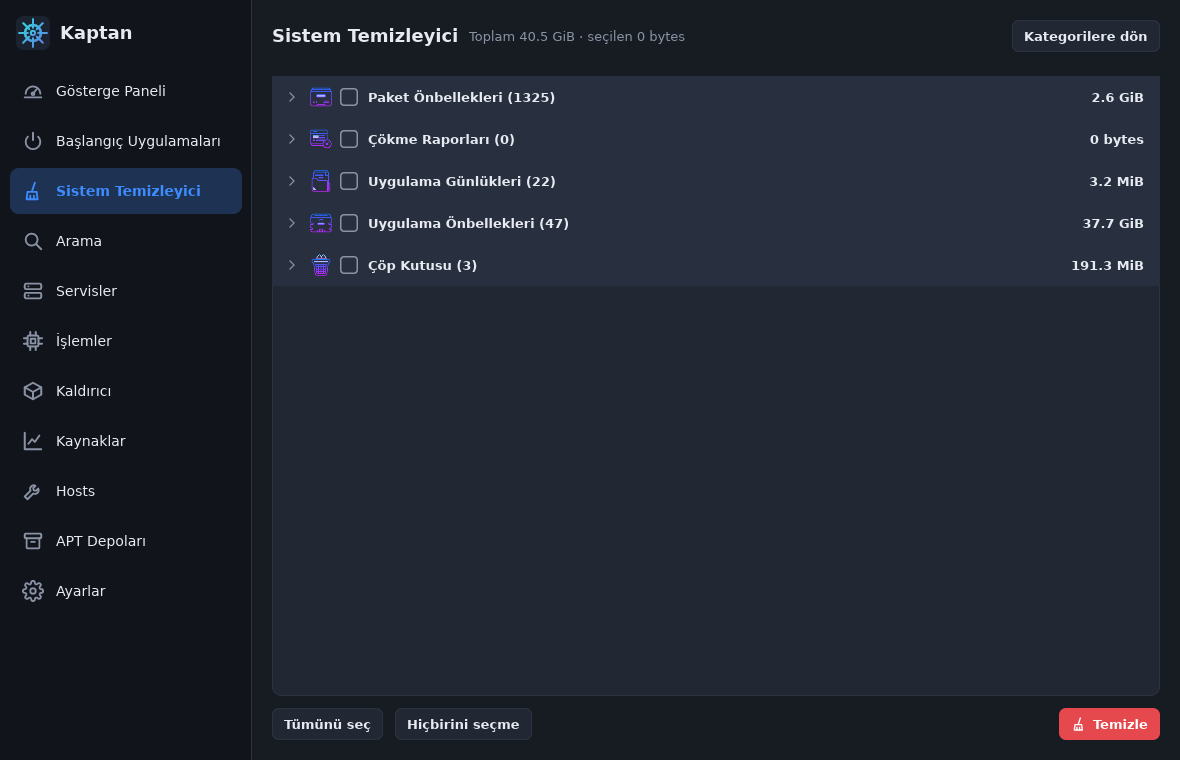 Kaptan
Gösterge Paneli
Başlangıç Uygulamaları
Sistem Temizleyici
Arama
Servisler
İşlemler
Kaldırıcı
Kaynaklar
Hosts
APT Depoları
Ayarlar
Sistem Temizleyici Toplam 40.5 GiB · seçilen 0 bytes
Kategorilere dön
Paket Önbellekleri (1325) 2.6 GiB
Çökme Raporları (0) 0 bytes
Uygulama Günlükleri (22) 3.2 MiB
Uygulama Önbellekleri (47) 37.7 GiB
Çöp Kutusu (3) 191.3 MiB
Tümünü seç
Hiçbirini seçme
Temizle